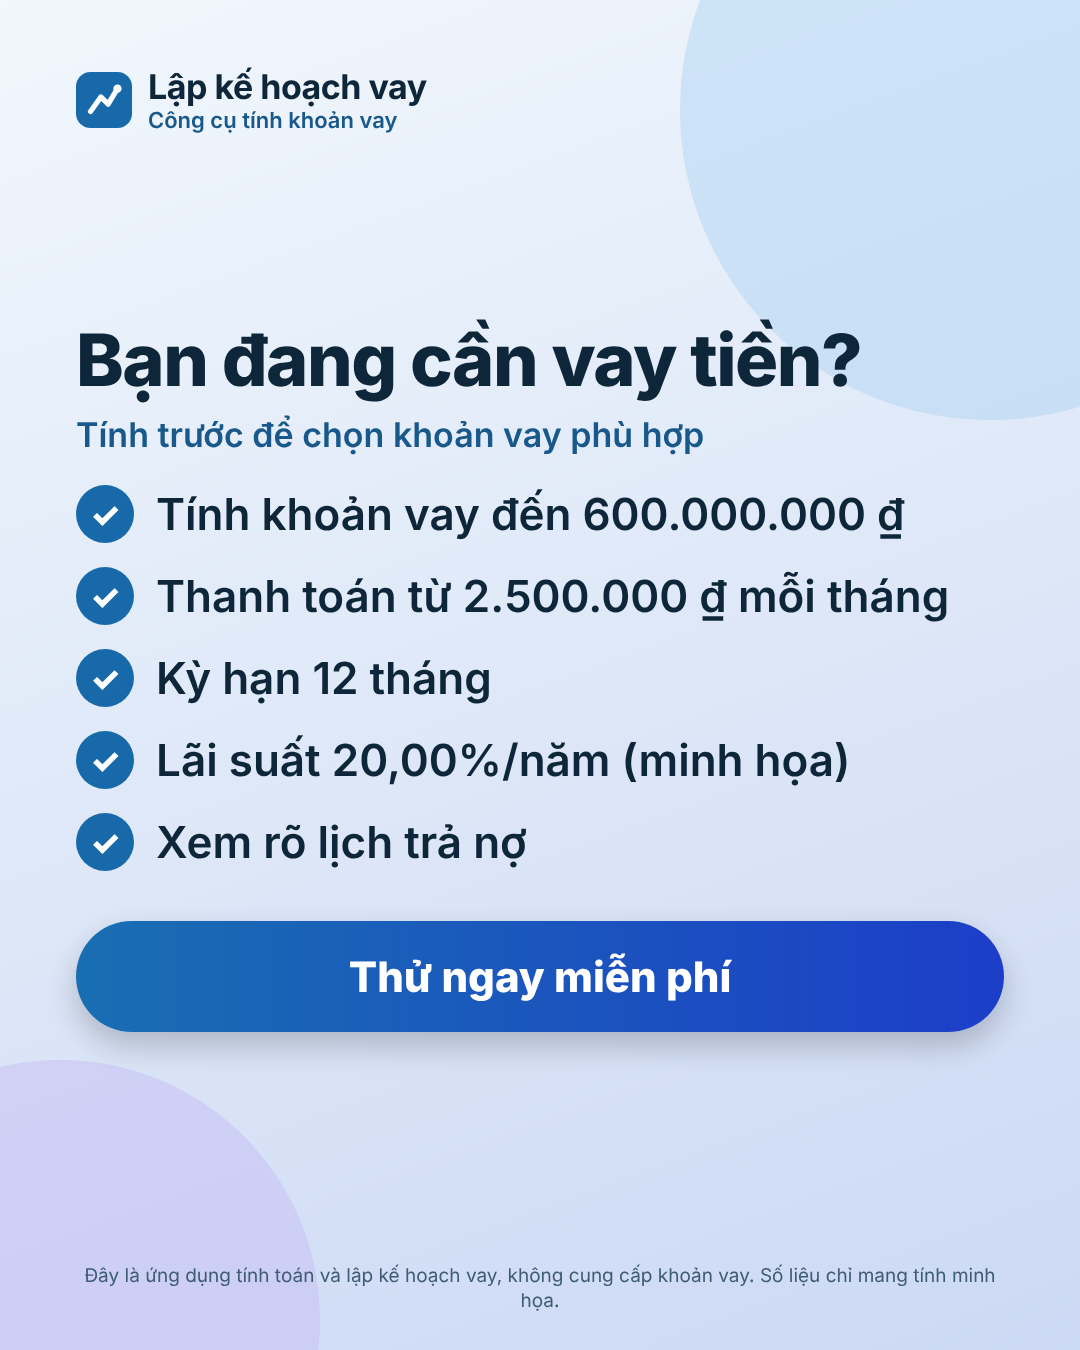 Lập kế hoạch vay
Công cụ tính khoản vay
Bạn đang cần vay tiền?
Tính trước để chọn khoản vay phù hợp
Tính khoản vay đến 600.000.000 ₫
Thanh toán từ 2.500.000 ₫ mỗi tháng
Kỳ hạn 12 tháng
Lãi suất 20,00%/năm (minh họa)
Xem rõ lịch trả nợ
Thử ngay miễn phí
Đây là ứng dụng tính toán và lập kế hoạch vay, không cung cấp khoản vay. Số liệu chỉ mang tính minh
họa.